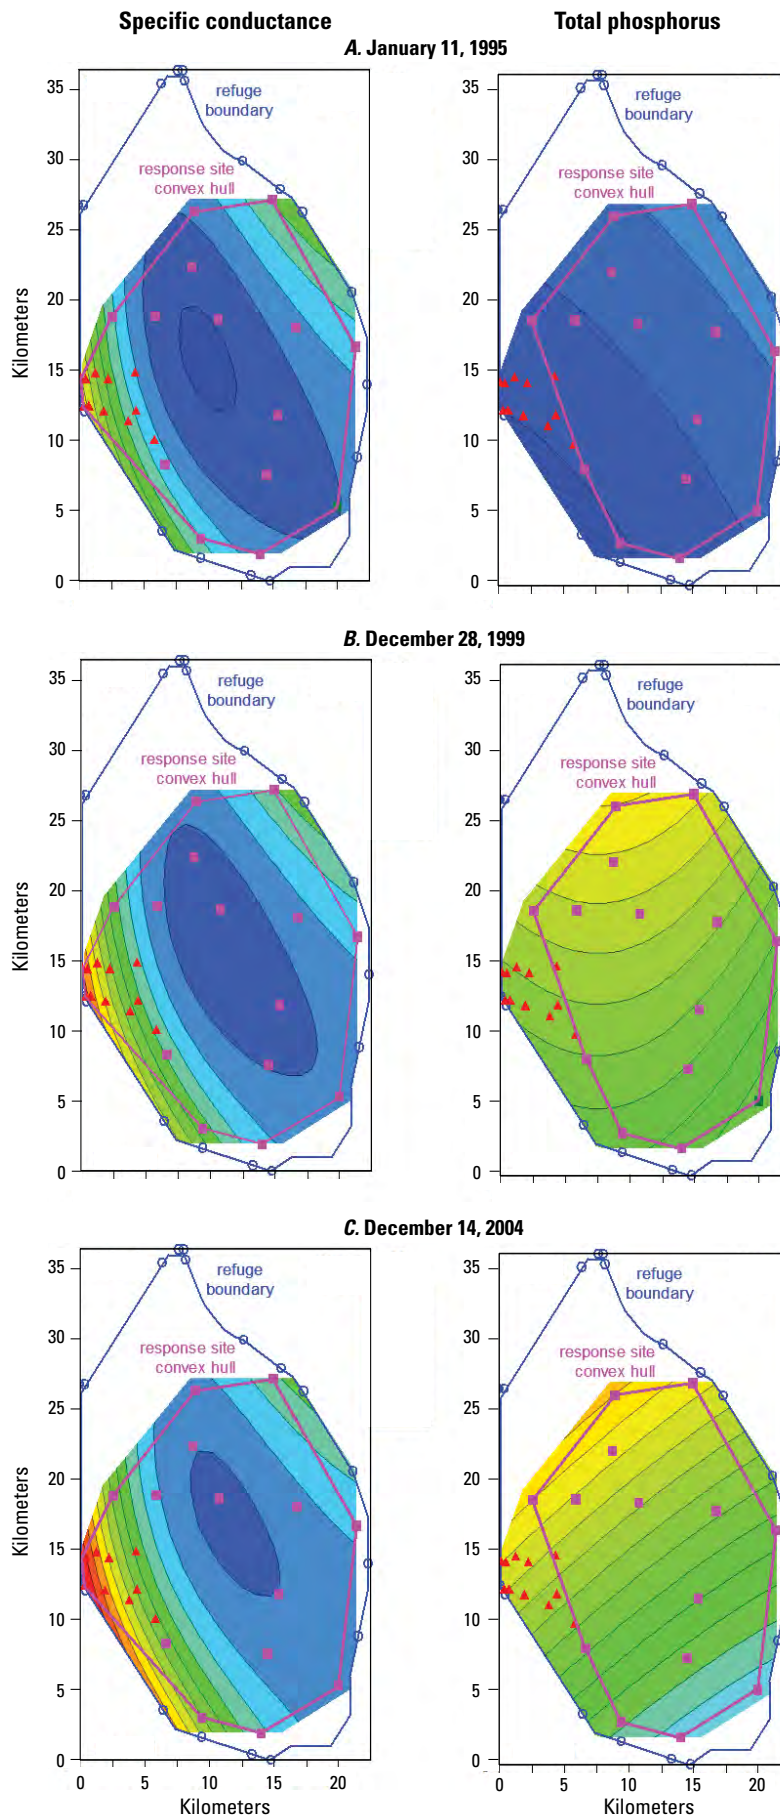 Specific conductance
Total phosphorus
A. January 11, 1995
35
30
25
20
15
10
5
0
Kilometers
refuge
boundary
response site
convex hull
35
30
25
20
15
10
5
0
refuge
boundary
response site
convex hull
B. December 28, 1999
35
30
25
20
15
10
5
0
Kilometers
refuge
boundary
response site
convex hull
35
30
25
20
15
10
5
0
refuge
boundary
response site
convex hull
C. December 14, 2004
35
30
25
20
15
10
5
0
Kilometers
refuge
boundary
response site
convex hull
0 5 10 15 20
Kilometers
35
30
25
20
15
10
5
0
refuge
boundary
response site
convex hull
0 5 10 15 20
Kilometers